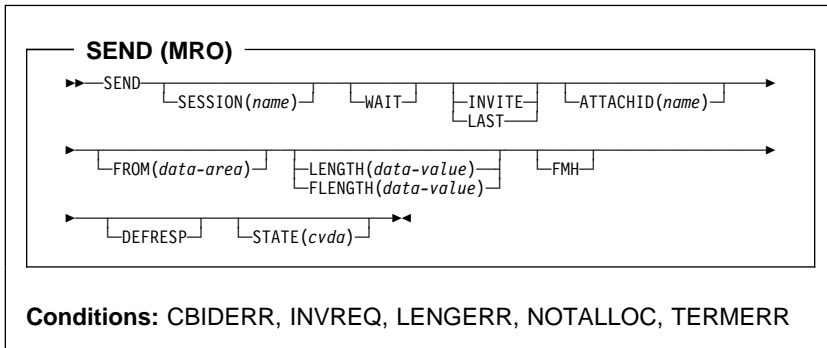 SEND (MRO)
SEND SESSION(name) WAIT INVITE ATTACHID(name)
LAST
FROM(data-area) LENGTH(data-value) FMH
FLENGTH(data-value)
DEFRESP STATE(cvda)
Conditions: CBIDERR, INVREQ, LENGERR, NOTALLOC, TERMERR